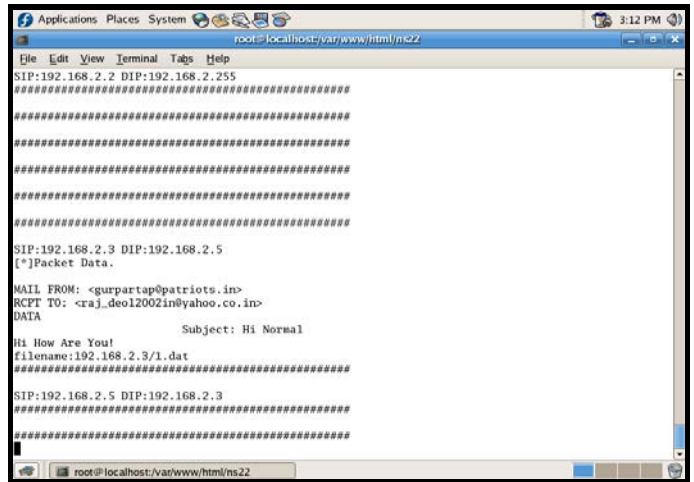 Applications Places System 3:12 PM
root@localhost:/var/www/html/ns22
File Edit View Terminal Tabs Help
SIP:192.168.2.2 DIP:192.168.2.255
##################################################
##################################################
##################################################
##################################################
##################################################
##################################################
SIP:192.168.2.3 DIP:192.168.2.5
[*]Packet Data.
MAIL FROM: <gurpartap@patriots.in>
RCPT TO: <raj_deol2002in@yahoo.co.in>
DATA
Subject: Hi Normal
Hi How Are You!
filename:192.168.2.3/1.dat
##################################################
SIP:192.168.2.5 DIP:192.168.2.3
##################################################
##################################################
root@localhost:/var/www/html/ns22